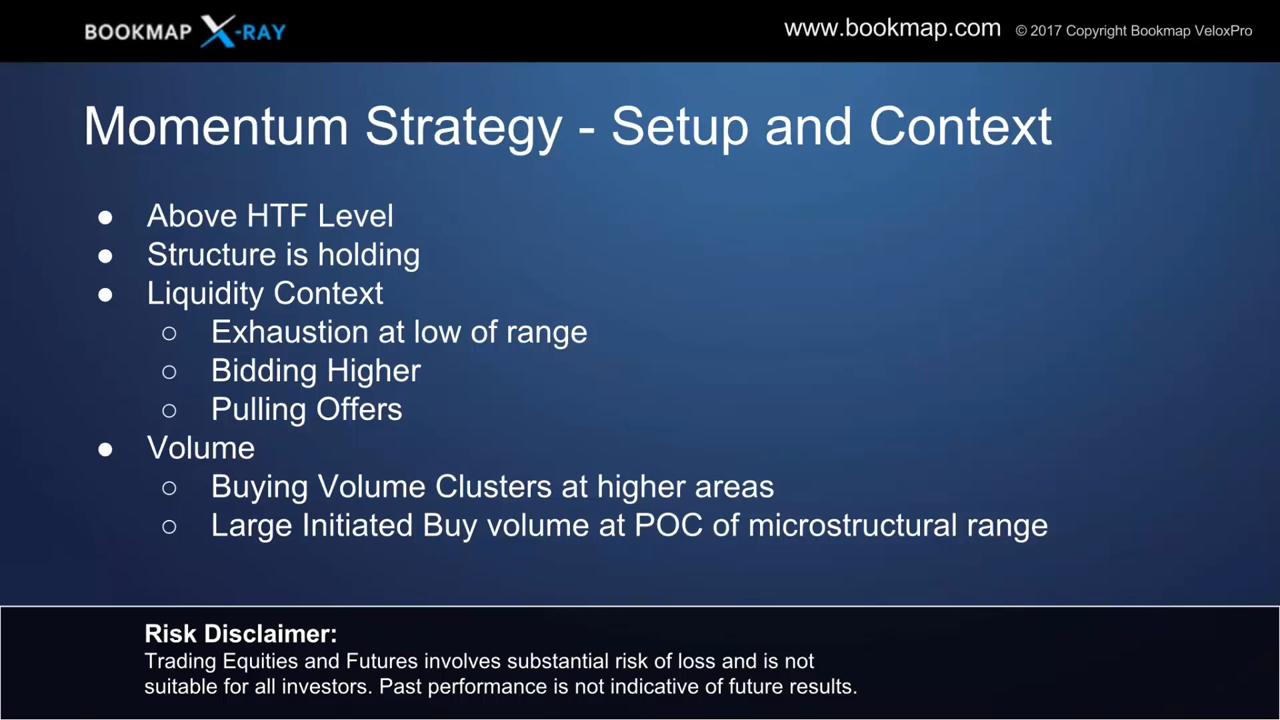 BOOKMAP X-RAY
www.bookmap.com © 2017 Copyright Bookmap VeloxPro
Momentum Strategy - Setup and Context
● Above HTF Level
● Structure is holding
● Liquidity Context
○ Exhaustion at low of range
○ Bidding Higher
○ Pulling Offers
● Volume
○ Buying Volume Clusters at higher areas
○ Large Initiated Buy volume at POC of microstructural range
Risk Disclaimer:
Trading Equities and Futures involves substantial risk of loss and is not
suitable for all investors. Past performance is not indicative of future results.